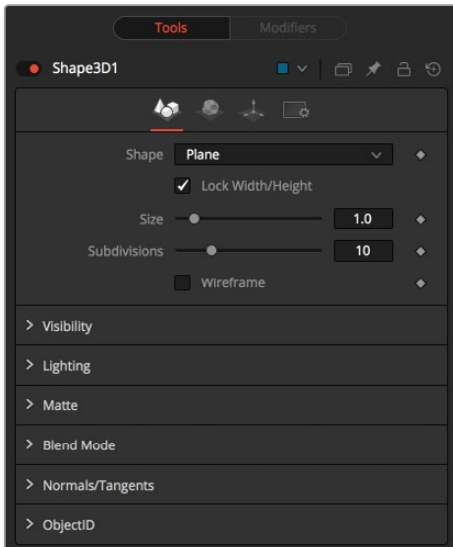 Tools Modifiers
Shape3D1
Shape Plane
Lock Width/Height
Size 1.0
Subdivisions 10
Wireframe
Visibility
Lighting
Matte
Blend Mode
Normals/Tangents
ObjectID